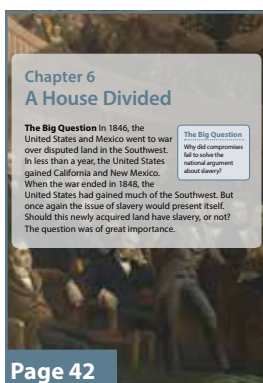 Chapter 6
A House Divided
The Big Question In 1846, the
United States and Mexico went to war
over disputed land in the Southwest.
In less than a year, the United States
gained California and New Mexico.
When the war ended in 1848, the
United States had gained much of the Southwest. But
once again the issue of slavery would present itself.
Should this newly acquired land have slavery, or not?
The question was of great importance.
The Big Question
Why did compromises
fail to solve the
national argument
about slavery?
Page 42